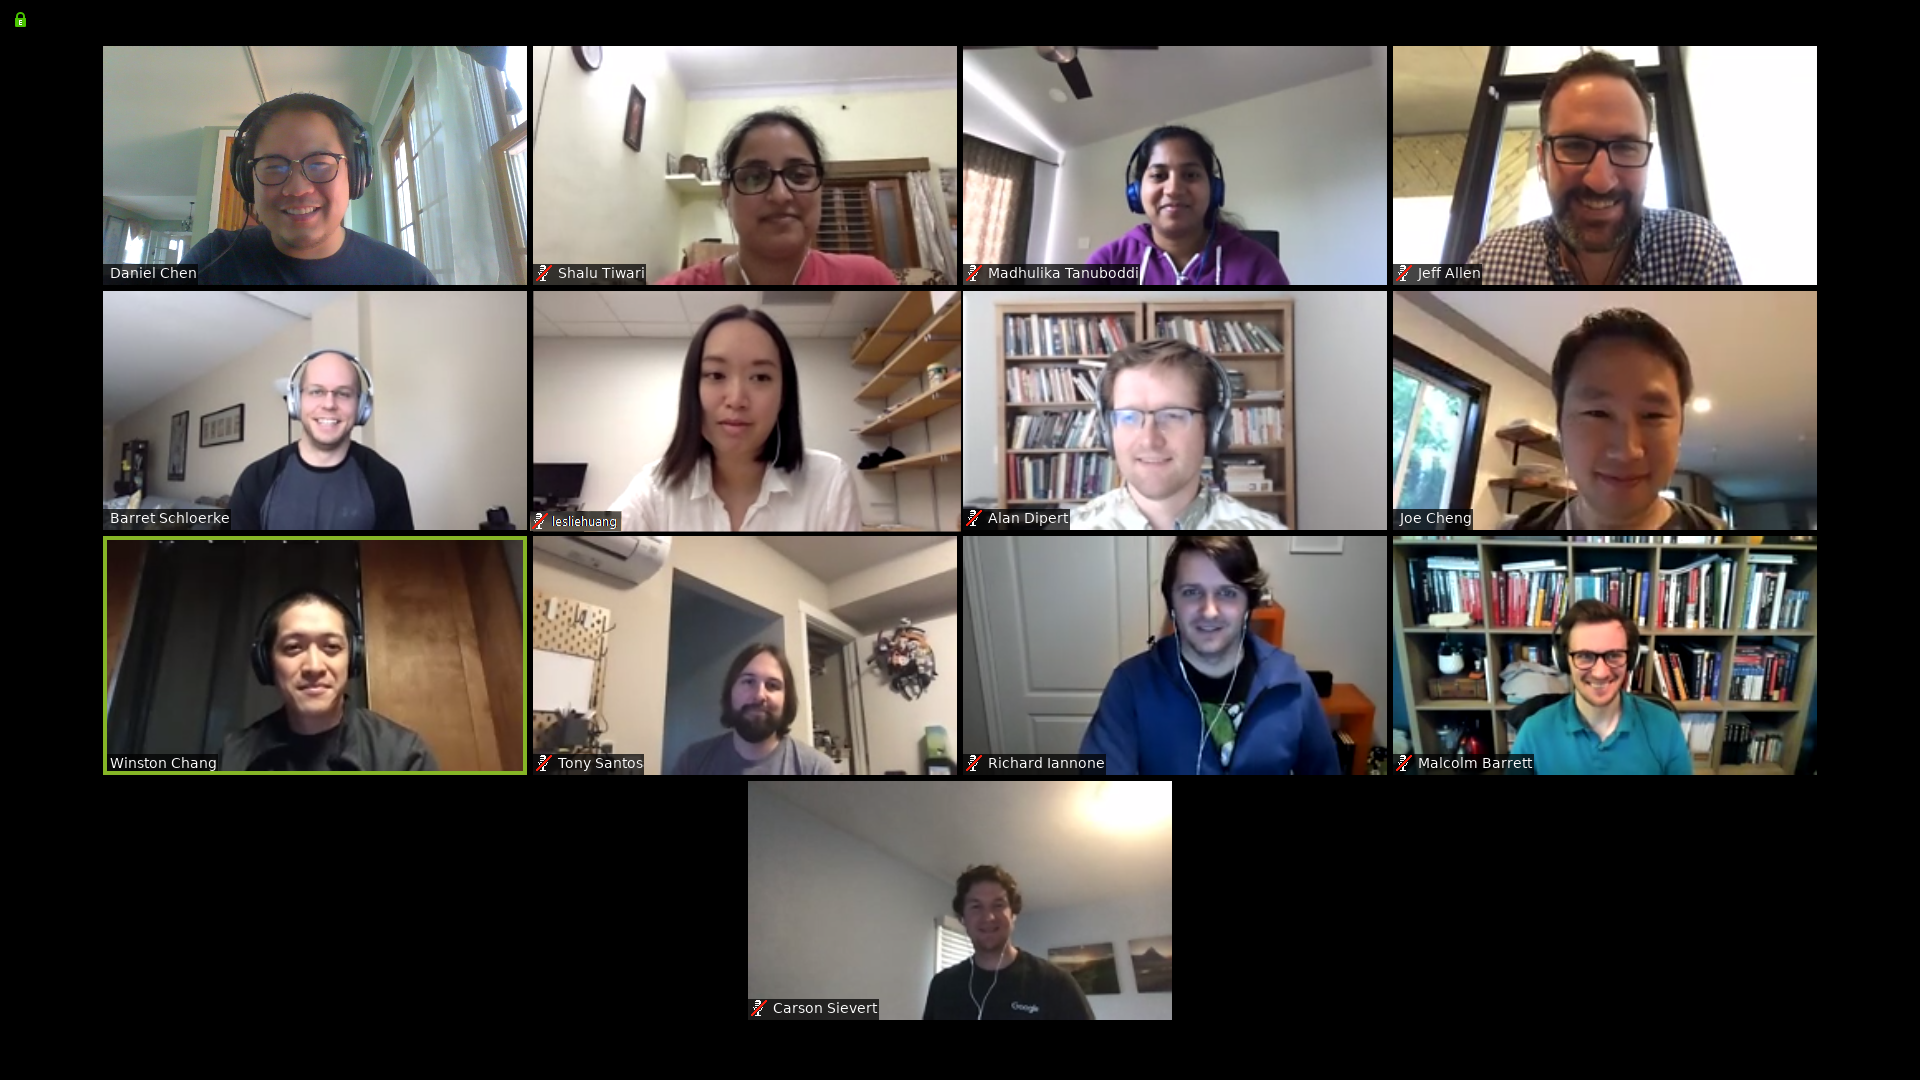 E
Daniel Chen
Shalu Tiwari
Madhulika Tanuboddi
Jeff Allen
Barret Schloerke
lesliehuang
Alan Dipert
Joe Cheng
Winston Chang
Tony Santos
Richard Iannone
Malcolm Barrett
Carson Sievert
Google